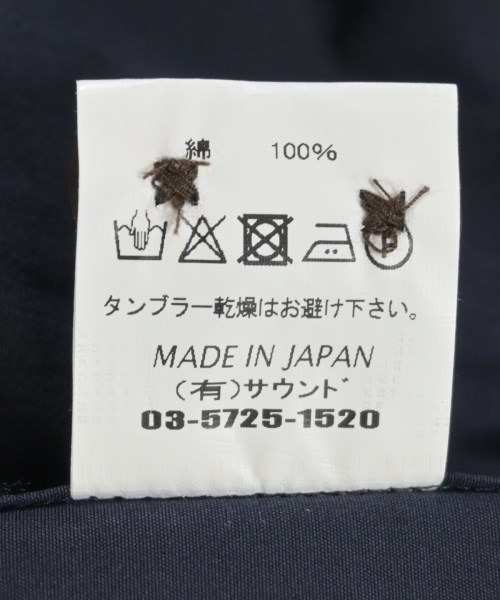 綿 100%
P
タンブラー乾燥はお避け下さい。
MADE IN JAPAN
(有)サウンド
03-5725-1520